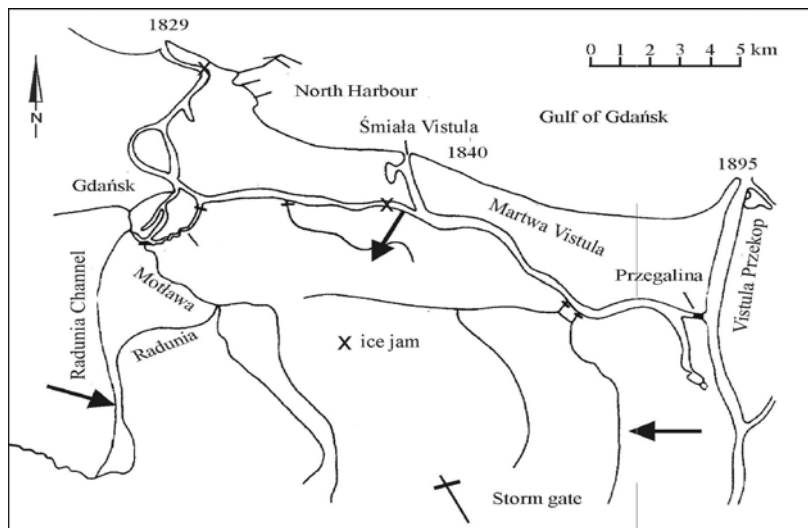 1829
0 1 2 3 4 5 km
N
North Harbour
Gulf of Gdańsk
Śmiała Vistula
1840
1895
Gdańsk
Martwa Vistula
Przegalina
Vistula Przekop
Motława
Radunia Channel
Radunia
x ice jam
Storm gate